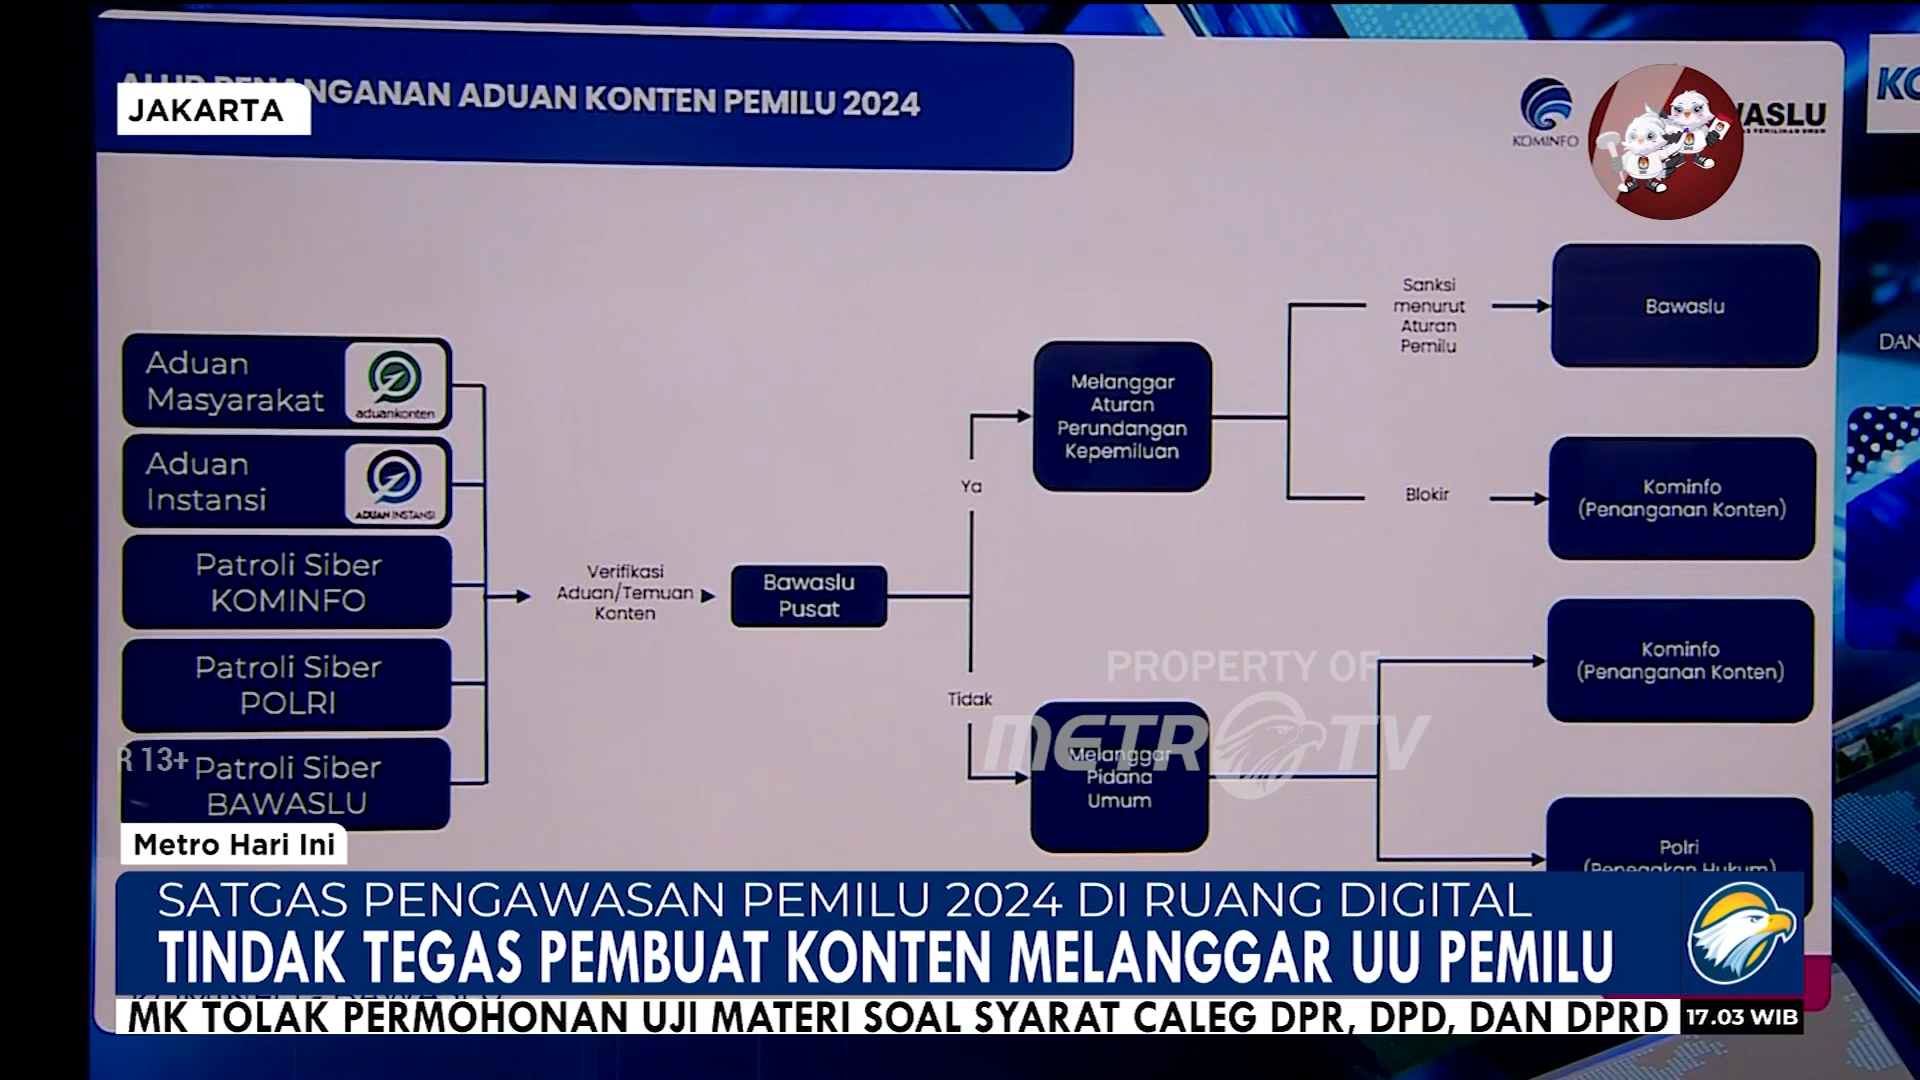 JAKARTA
PENANGANAN ADUAN KONTEN PEMILU 2024
KOMINFO
Aduan
Masyarakat
aduankonten
Aduan
Instansi
ADUAN INSTANSI
Patroli Siber
KOMINFO
Patroli Siber
POLRI
R 13+
Patroli Siber
BAWASLU
Verifikasi
Aduan/Temuan
Konten
Bawaslu
Pusat
Ya
Tidak
Melanggar
Aturan
Perundangan
Kepemiluan
Melanggar
Pidana
Umum
Sanksi
menurut
Aturan
Pemilu
Blokir
Bawaslu
Kominfo
(Penanganan Konten)
Kominfo
(Penanganan Konten)
Polri
(Penegakan Hukum)
PROPERTY OF
METRO TV
Metro Hari Ini
SATGAS PENGAWASAN PEMILU 2024 DI RUANG DIGITAL
TINDAK TEGAS PEMBUAT KONTEN MELANGGAR UU PEMILU
MK TOLAK PERMOHONAN UJI MATERI SOAL SYARAT CALEG DPR, DPD, DAN DPRD
17.03 WIB